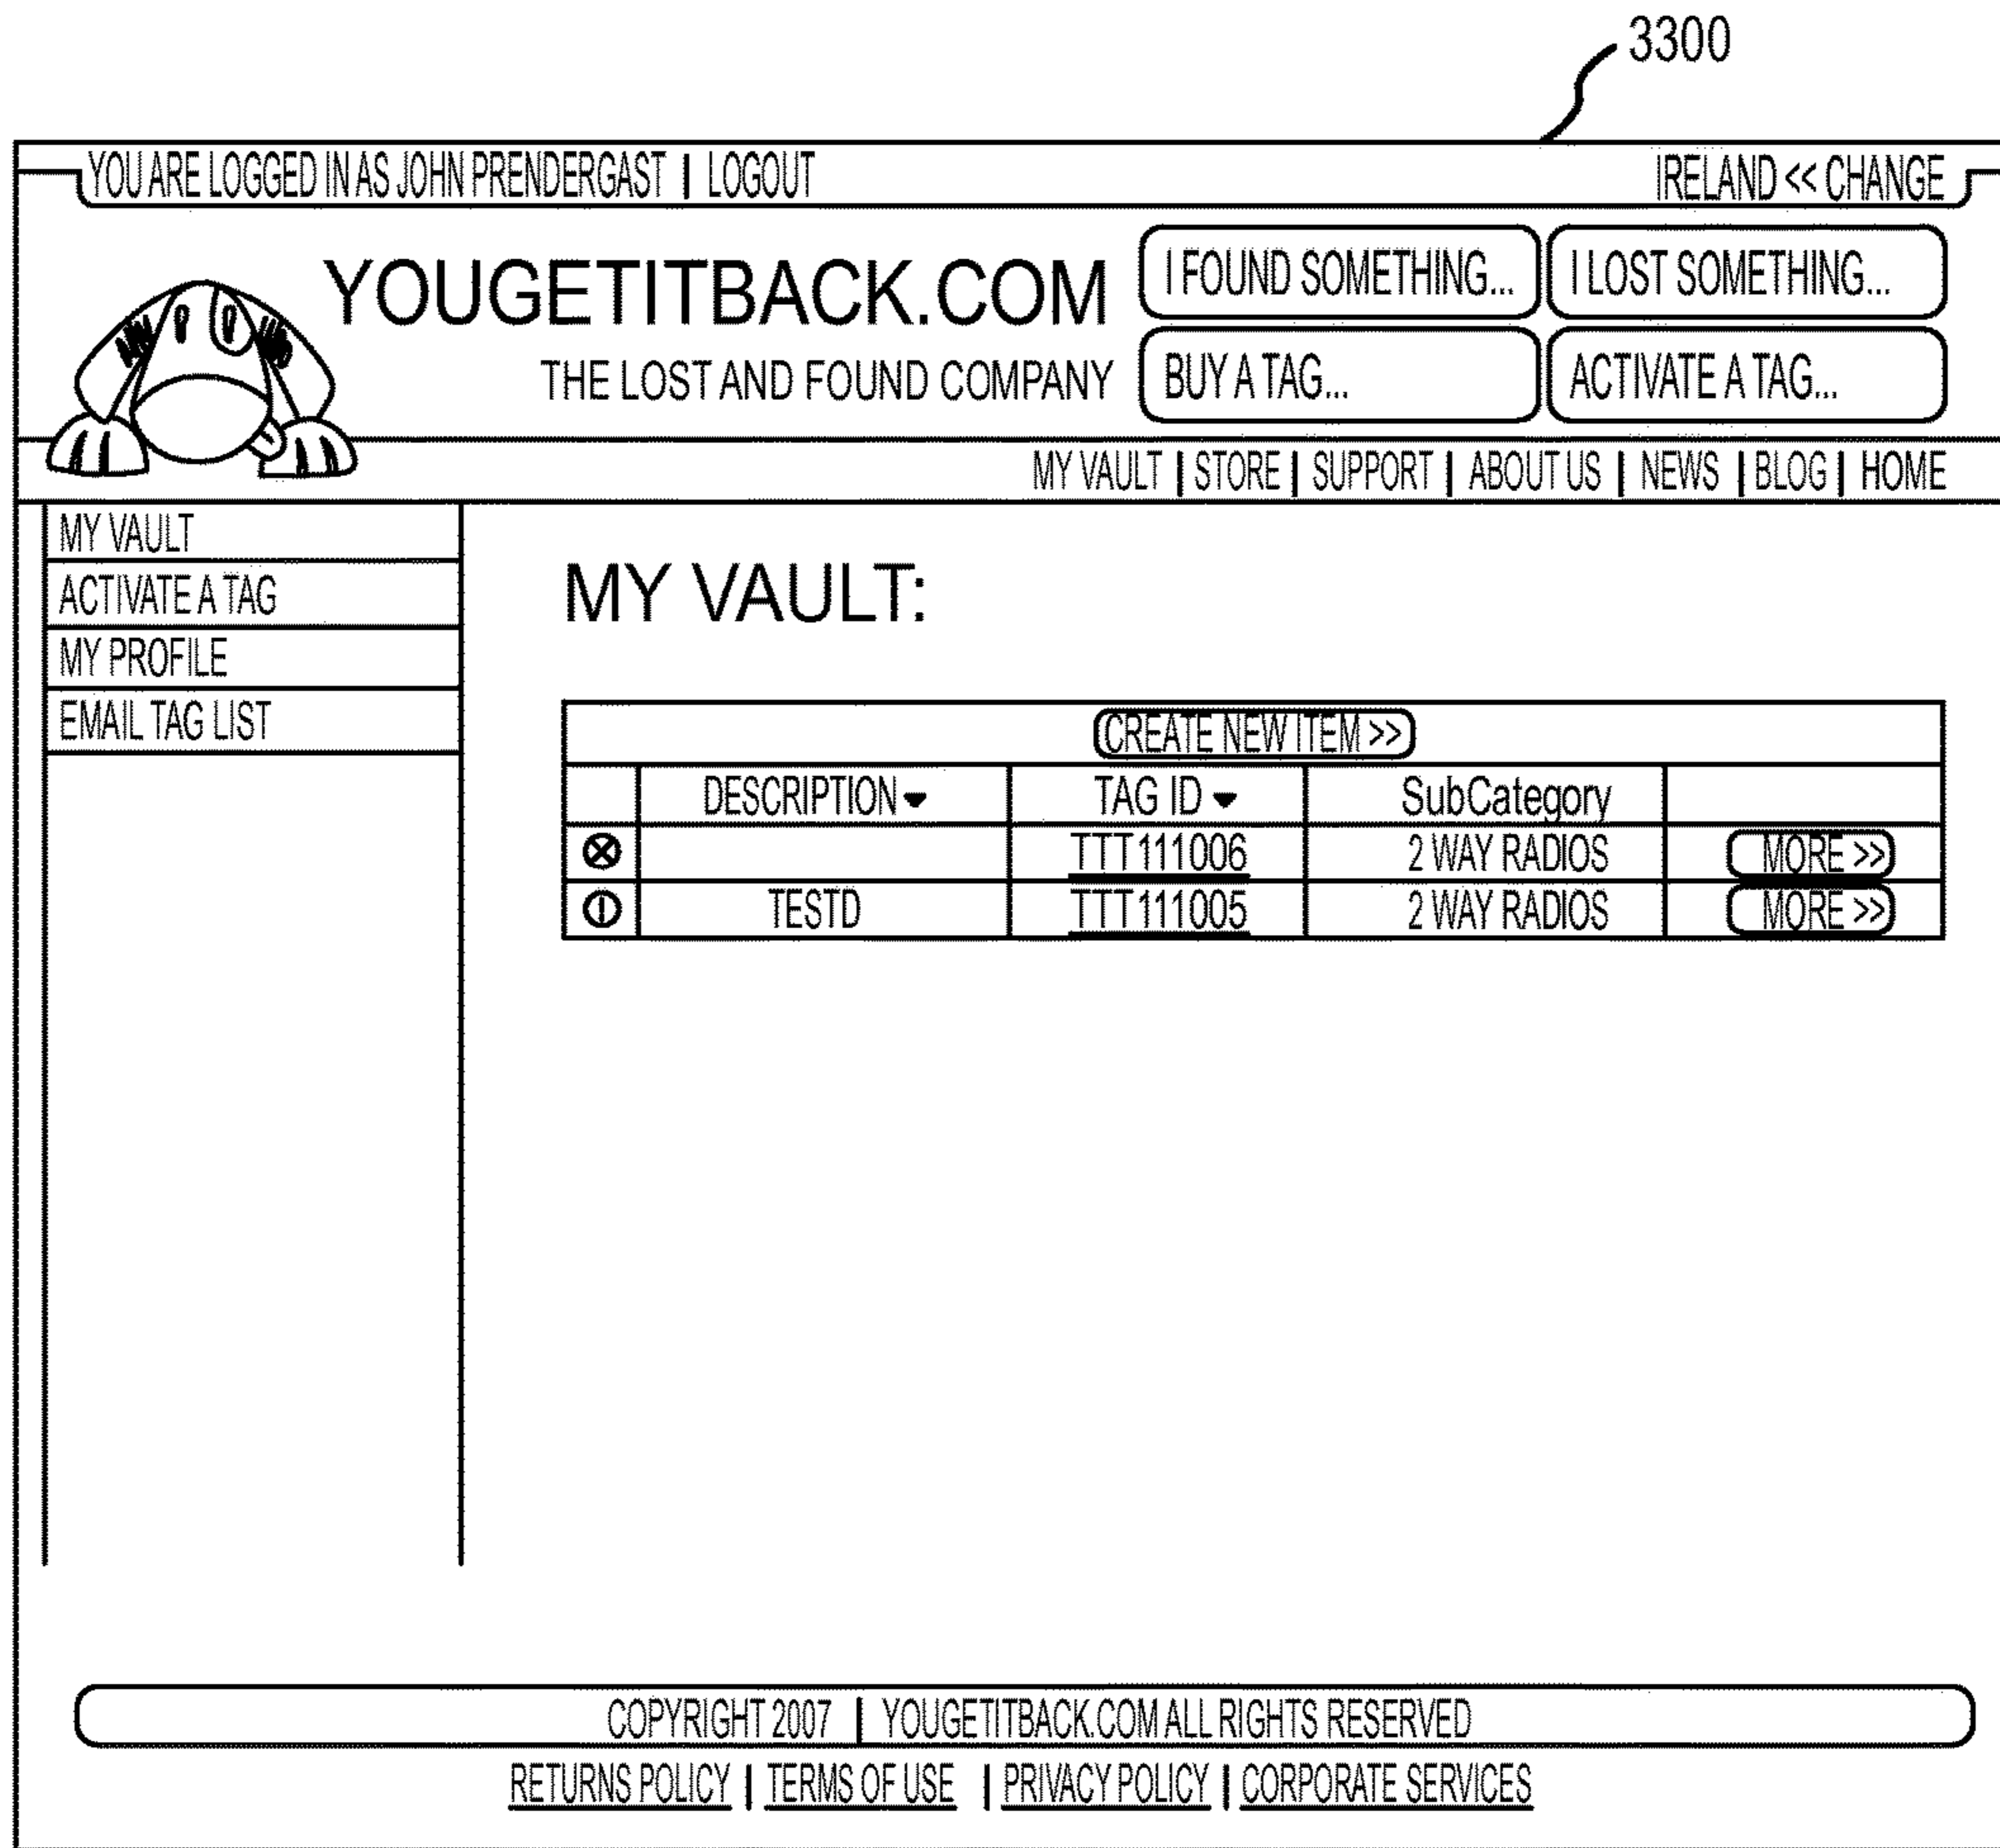 3300
YOU ARE LOGGED IN AS JOHN PRENDERGAST | LOGOUT IRELAND << CHANGE
YOUGETITBACK.COM
THE LOST AND FOUND COMPANY
I FOUND SOMETHING... I LOST SOMETHING...
BUY A TAG... ACTIVATE A TAG...
MY VAULT | STORE | SUPPORT | ABOUT US | NEWS | BLOG | HOME
MY VAULT
ACTIVATE A TAG
MY PROFILE
EMAIL TAG LIST
MY VAULT:
CREATE NEW ITEM >>
DESCRIPTION TAG ID SubCategory
TTT111006 2 WAY RADIOS MORE >>
TESTD TTT111005 2 WAY RADIOS MORE >>
COPYRIGHT 2007 | YOUGETITBACK.COM ALL RIGHTS RESERVED
RETURNS POLICY | TERMS OF USE | PRIVACY POLICY | CORPORATE SERVICES